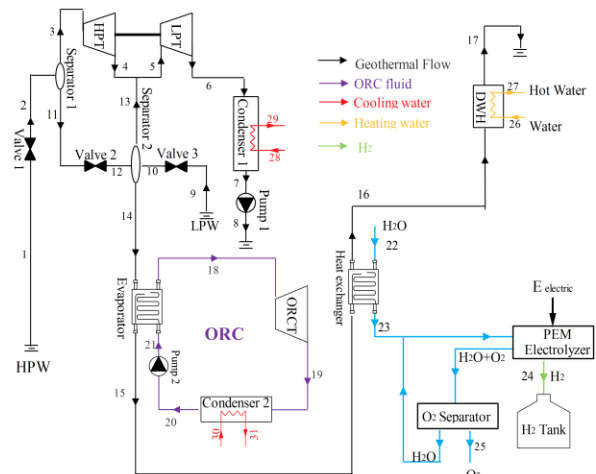 3
HPT
LPT
4
5
6
2
Separator 1
13
Separator 2
11
Valve 1
Valve 2
12
Valve 3
10
9
LPW
Condenser 1
29
28
7
Pump 1
8
1
HPW
14
Evaporator
18
ORC
ORCT
21
Pump 2
19
20
Condenser 2
30
31
15
Geothermal Flow
ORC fluid
Cooling water
Heating water
H2
17
DWH
27
Hot Water
26
Water
16
H2O
22
Heat exchanger
23
E electric
PEM
Electrolyzer
H2O+O2
24
H2
O2 Separator
H2 Tank
H2O
25